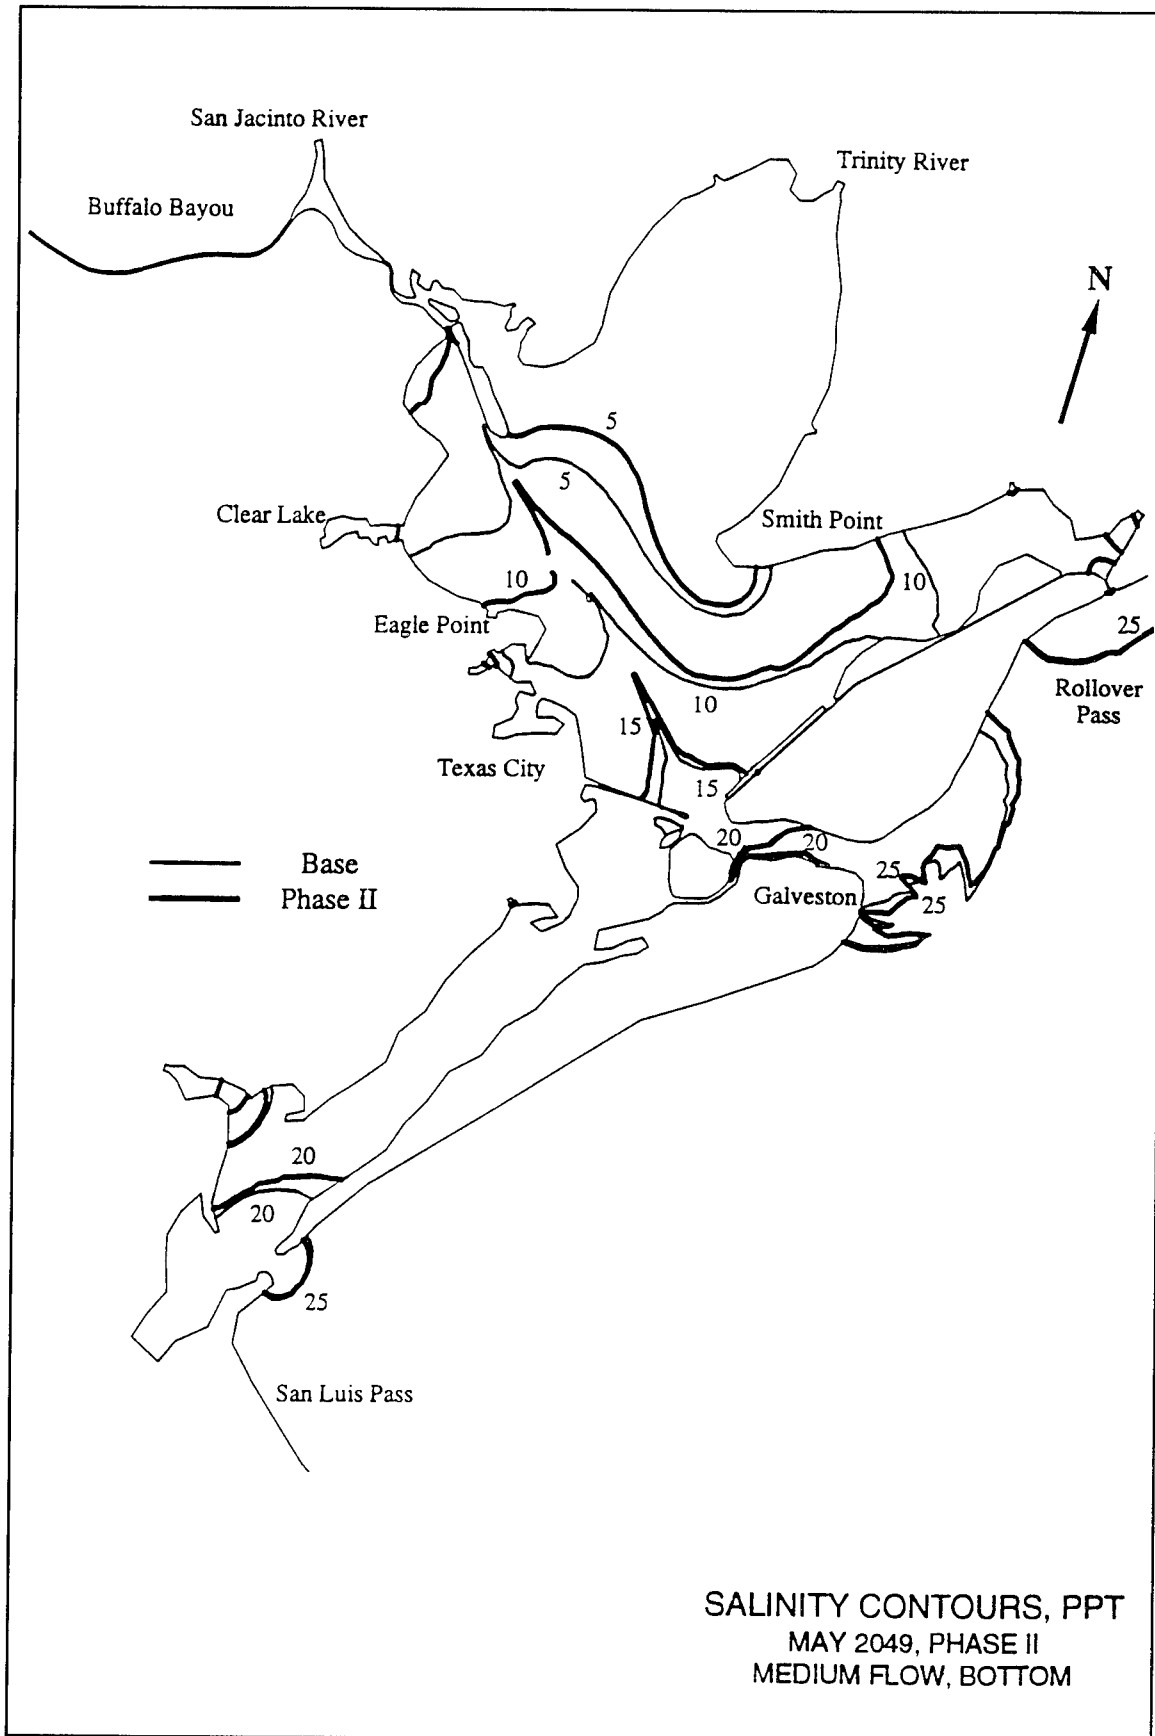 San Jacinto River
Trinity River
Buffalo Bayou
N
5
5
Clear Lake
Smith Point
10
10
Eagle Point
25
Rollover
Pass
10
15
Texas City
15
20
20
Base
Phase II
25
Galveston
25
20
20
25
San Luis Pass
SALINITY CONTOURS, PPT
MAY 2049, PHASE II
MEDIUM FLOW, BOTTOM